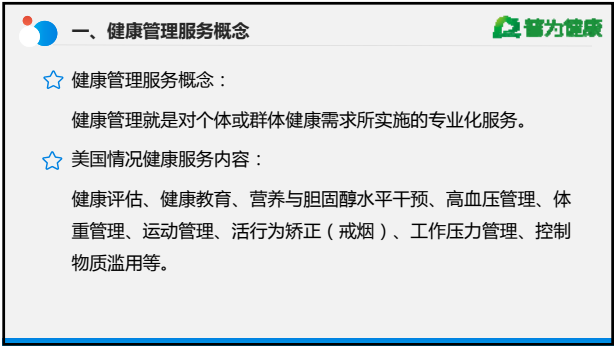 一、健康管理服务概念
普为健康
健康管理服务概念：
健康管理就是对个体或群体健康需求所实施的专业化服务。
美国情况健康服务内容：
健康评估、健康教育、营养与胆固醇水平干预、高血压管理、体
重管理、运动管理、活行为矫正（戒烟）、工作压力管理、控制
物质滥用等。